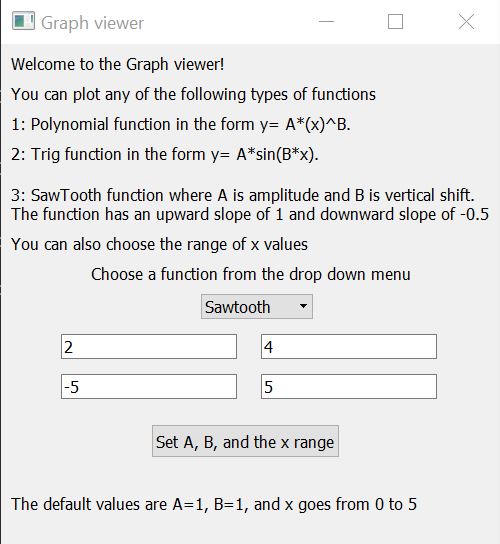 Graph viewer
Welcome to the Graph viewer!
You can plot any of the following types of functions
1: Polynomial function in the form y= A*(x)^B.
2: Trig function in the form y= A*sin(B*x).
3: SawTooth function where A is amplitude and B is vertical shift.
The function has an upward slope of 1 and downward slope of -0.5
You can also choose the range of x values
Choose a function from the drop down menu
Sawtooth
2 4
-5 5
Set A, B, and the x range
The default values are A=1, B=1, and x goes from 0 to 5